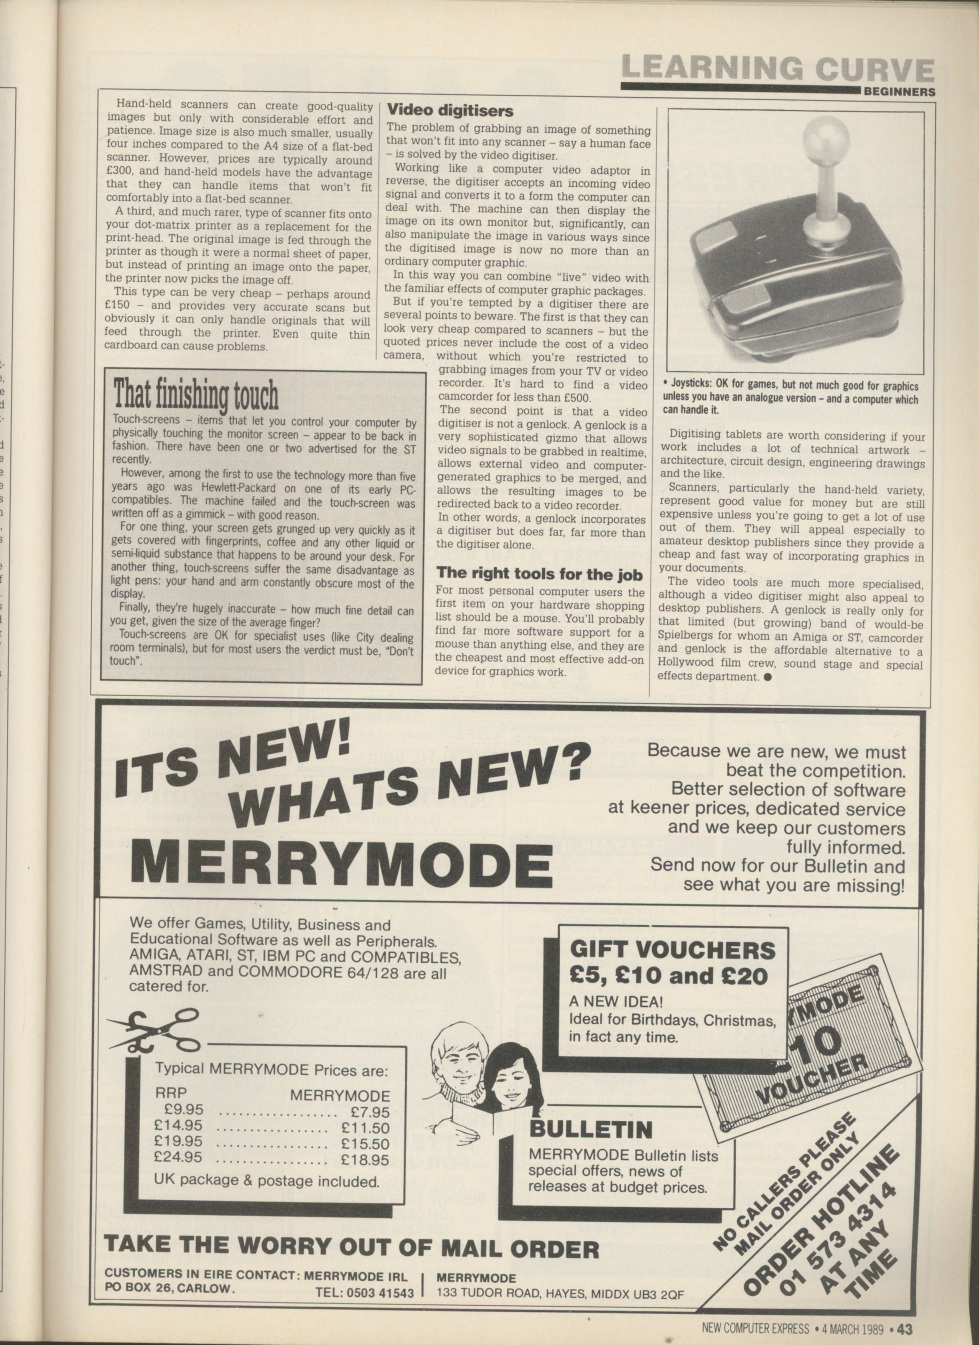 LEARNING CURVE
BEGINNERS
Hand-held scanners can create good-quality
images but only with considerable effort and
patience. Image size is also much smaller, usually
four inches compared to the A4 size of a flat-bed
scanner. However, prices are typically around
£300, and hand-held models have the advantage
that they can handle items that won't fit
comfortably into a flat-bed scanner.
A third, and much rarer, type of scanner fits onto
your dot-matrix printer as a replacement for the
print-head. The original image is fed through the
printer as though it were a normal sheet of paper,
but instead of printing an image onto the paper,
the printer now picks the image off.
This type can be very cheap – perhaps around
£150 – and provides very accurate scans but
obviously it can only handle originals that will
feed through the printer. Even quite thin
cardboard can cause problems.
That finishing touch
Touch-screens – items that let you control your computer by
physically touching the monitor screen – appear to be back in
fashion. There have been one or two advertised for the ST
recently.
However, among the first to use the technology more than five
years ago was Hewlett-Packard on one of its early PC-
compatibles. The machine failed and the touch-screen was
written off as a gimmick – with good reason.
For one thing, your screen gets grunged up very quickly as it
gets covered with fingerprints, coffee and any other liquid or
semi-liquid substance that happens to be around your desk. For
another thing, touch-screens suffer the same disadvantage as
light pens: your hand and arm constantly obscure most of the
display.
Finally, they're hugely inaccurate – how much fine detail can
you get, given the size of the average finger?
Touch-screens are OK for specialist uses (like City dealing
room terminals), but for most users the verdict must be, "Don't
touch".
Video digitisers
The problem of grabbing an image of something
that won't fit into any scanner – say a human face
– is solved by the video digitiser.
Working like a computer video adaptor in
reverse, the digitiser accepts an incoming video
signal and converts it to a form the computer can
deal with. The machine can then display the
image on its own monitor but, significantly, can
also manipulate the image in various ways since
the digitised image is now no more than an
ordinary computer graphic.
In this way you can combine "live" video with
the familiar effects of computer graphic packages.
But if you're tempted by a digitiser there are
several points to beware. The first is that they can
look very cheap compared to scanners – but the
quoted prices never include the cost of a video
camera, without which you're restricted to
grabbing images from your TV or video
recorder. It's hard to find a video
camcorder for less than £500.
The second point is that a video
digitiser is not a genlock. A genlock is a
very sophisticated gizmo that allows
video signals to be grabbed in realtime,
allows external video and computer-
generated graphics to be merged, and
allows the resulting images to be
redirected back to a video recorder.
In other words, a genlock incorporates
a digitiser but does far, far more than
the digitiser alone.
The right tools for the job
For most personal computer users the
first item on your hardware shopping
list should be a mouse. You'll probably
find far more software support for a
mouse than anything else, and they are
the cheapest and most effective add-on
device for graphics work.
• Joysticks: OK for games, but not much good for graphics
unless you have an analogue version – and a computer which
can handle it.
Digitising tablets are worth considering if your
work includes a lot of technical artwork –
architecture, circuit design, engineering drawings
and the like.
Scanners, particularly the hand-held variety,
represent good value for money but are still
expensive unless you're going to get a lot of use
out of them. They will appeal especially to
amateur desktop publishers since they provide a
cheap and fast way of incorporating graphics in
your documents.
The video tools are much more specialised,
although a video digitiser might also appeal to
desktop publishers. A genlock is really only for
that limited (but growing) band of would-be
Spielbergs for whom an Amiga or ST, camcorder
and genlock is the affordable alternative to a
Hollywood film crew, sound stage and special
effects department. ●
ITS NEW!
WHATS NEW?
MERRYMODE
Because we are new, we must
beat the competition.
Better selection of software
at keener prices, dedicated service
and we keep our customers
fully informed.
Send now for our Bulletin and
see what you are missing!
We offer Games, Utility, Business and
Educational Software as well as Peripherals.
AMIGA, ATARI, ST, IBM PC and COMPATIBLES,
AMSTRAD and COMMODORE 64/128 are all
catered for.
Typical MERRYMODE Prices are:
RRP MERRYMODE
£9.95 .................. £7.95
£14.95 ................. £11.50
£19.95 ................. £15.50
£24.95 ................. £18.95
UK package & postage included.
GIFT VOUCHERS
£5, £10 and £20
A NEW IDEA!
Ideal for Birthdays, Christmas,
in fact any time.
YMODE
10
VOUCHER
BULLETIN
MERRYMODE Bulletin lists
special offers, news of
releases at budget prices.
NO CALLERS PLEASE
MAIL ORDER ONLY
ORDER HOTLINE
01 573 4314
AT ANY
TIME
TAKE THE WORRY OUT OF MAIL ORDER
CUSTOMERS IN EIRE CONTACT: MERRYMODE IRL
PO BOX 26, CARLOW. TEL: 0503 41543
MERRYMODE
133 TUDOR ROAD, HAYES, MIDDX UB3 2QF
NEW COMPUTER EXPRESS • 4 MARCH 1989 • 43